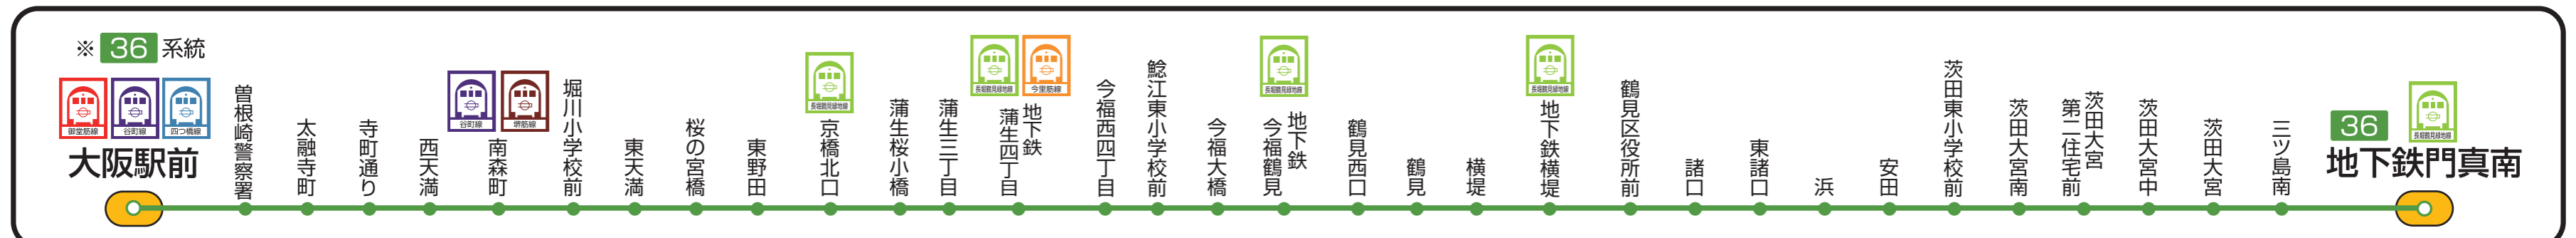 ※ 36 系統
御堂筋線
谷町線
四つ橋線
大阪駅前
曽根崎警察署
太融寺町
寺町通り
西天満
谷町線
堺筋線
南森町
堀川小学校前
東天満
桜の宮橋
東野田
長堀鶴見緑地線
京橋北口
蒲生桜小橋
蒲生三丁目
長堀鶴見緑地線
今里筋線
地下鉄
蒲生四丁目
今福西四丁目
鯰江東小学校前
今福大橋
長堀鶴見緑地線
地下鉄
今福鶴見
鶴見西口
鶴見
横堤
長堀鶴見緑地線
地下鉄横堤
鶴見区役所前
諸口
東諸口
浜
安田
茨田東小学校前
茨田大宮南
茨田大宮
第二住宅前
茨田大宮中
茨田大宮
三ツ島南
36
長堀鶴見緑地線
地下鉄門真南